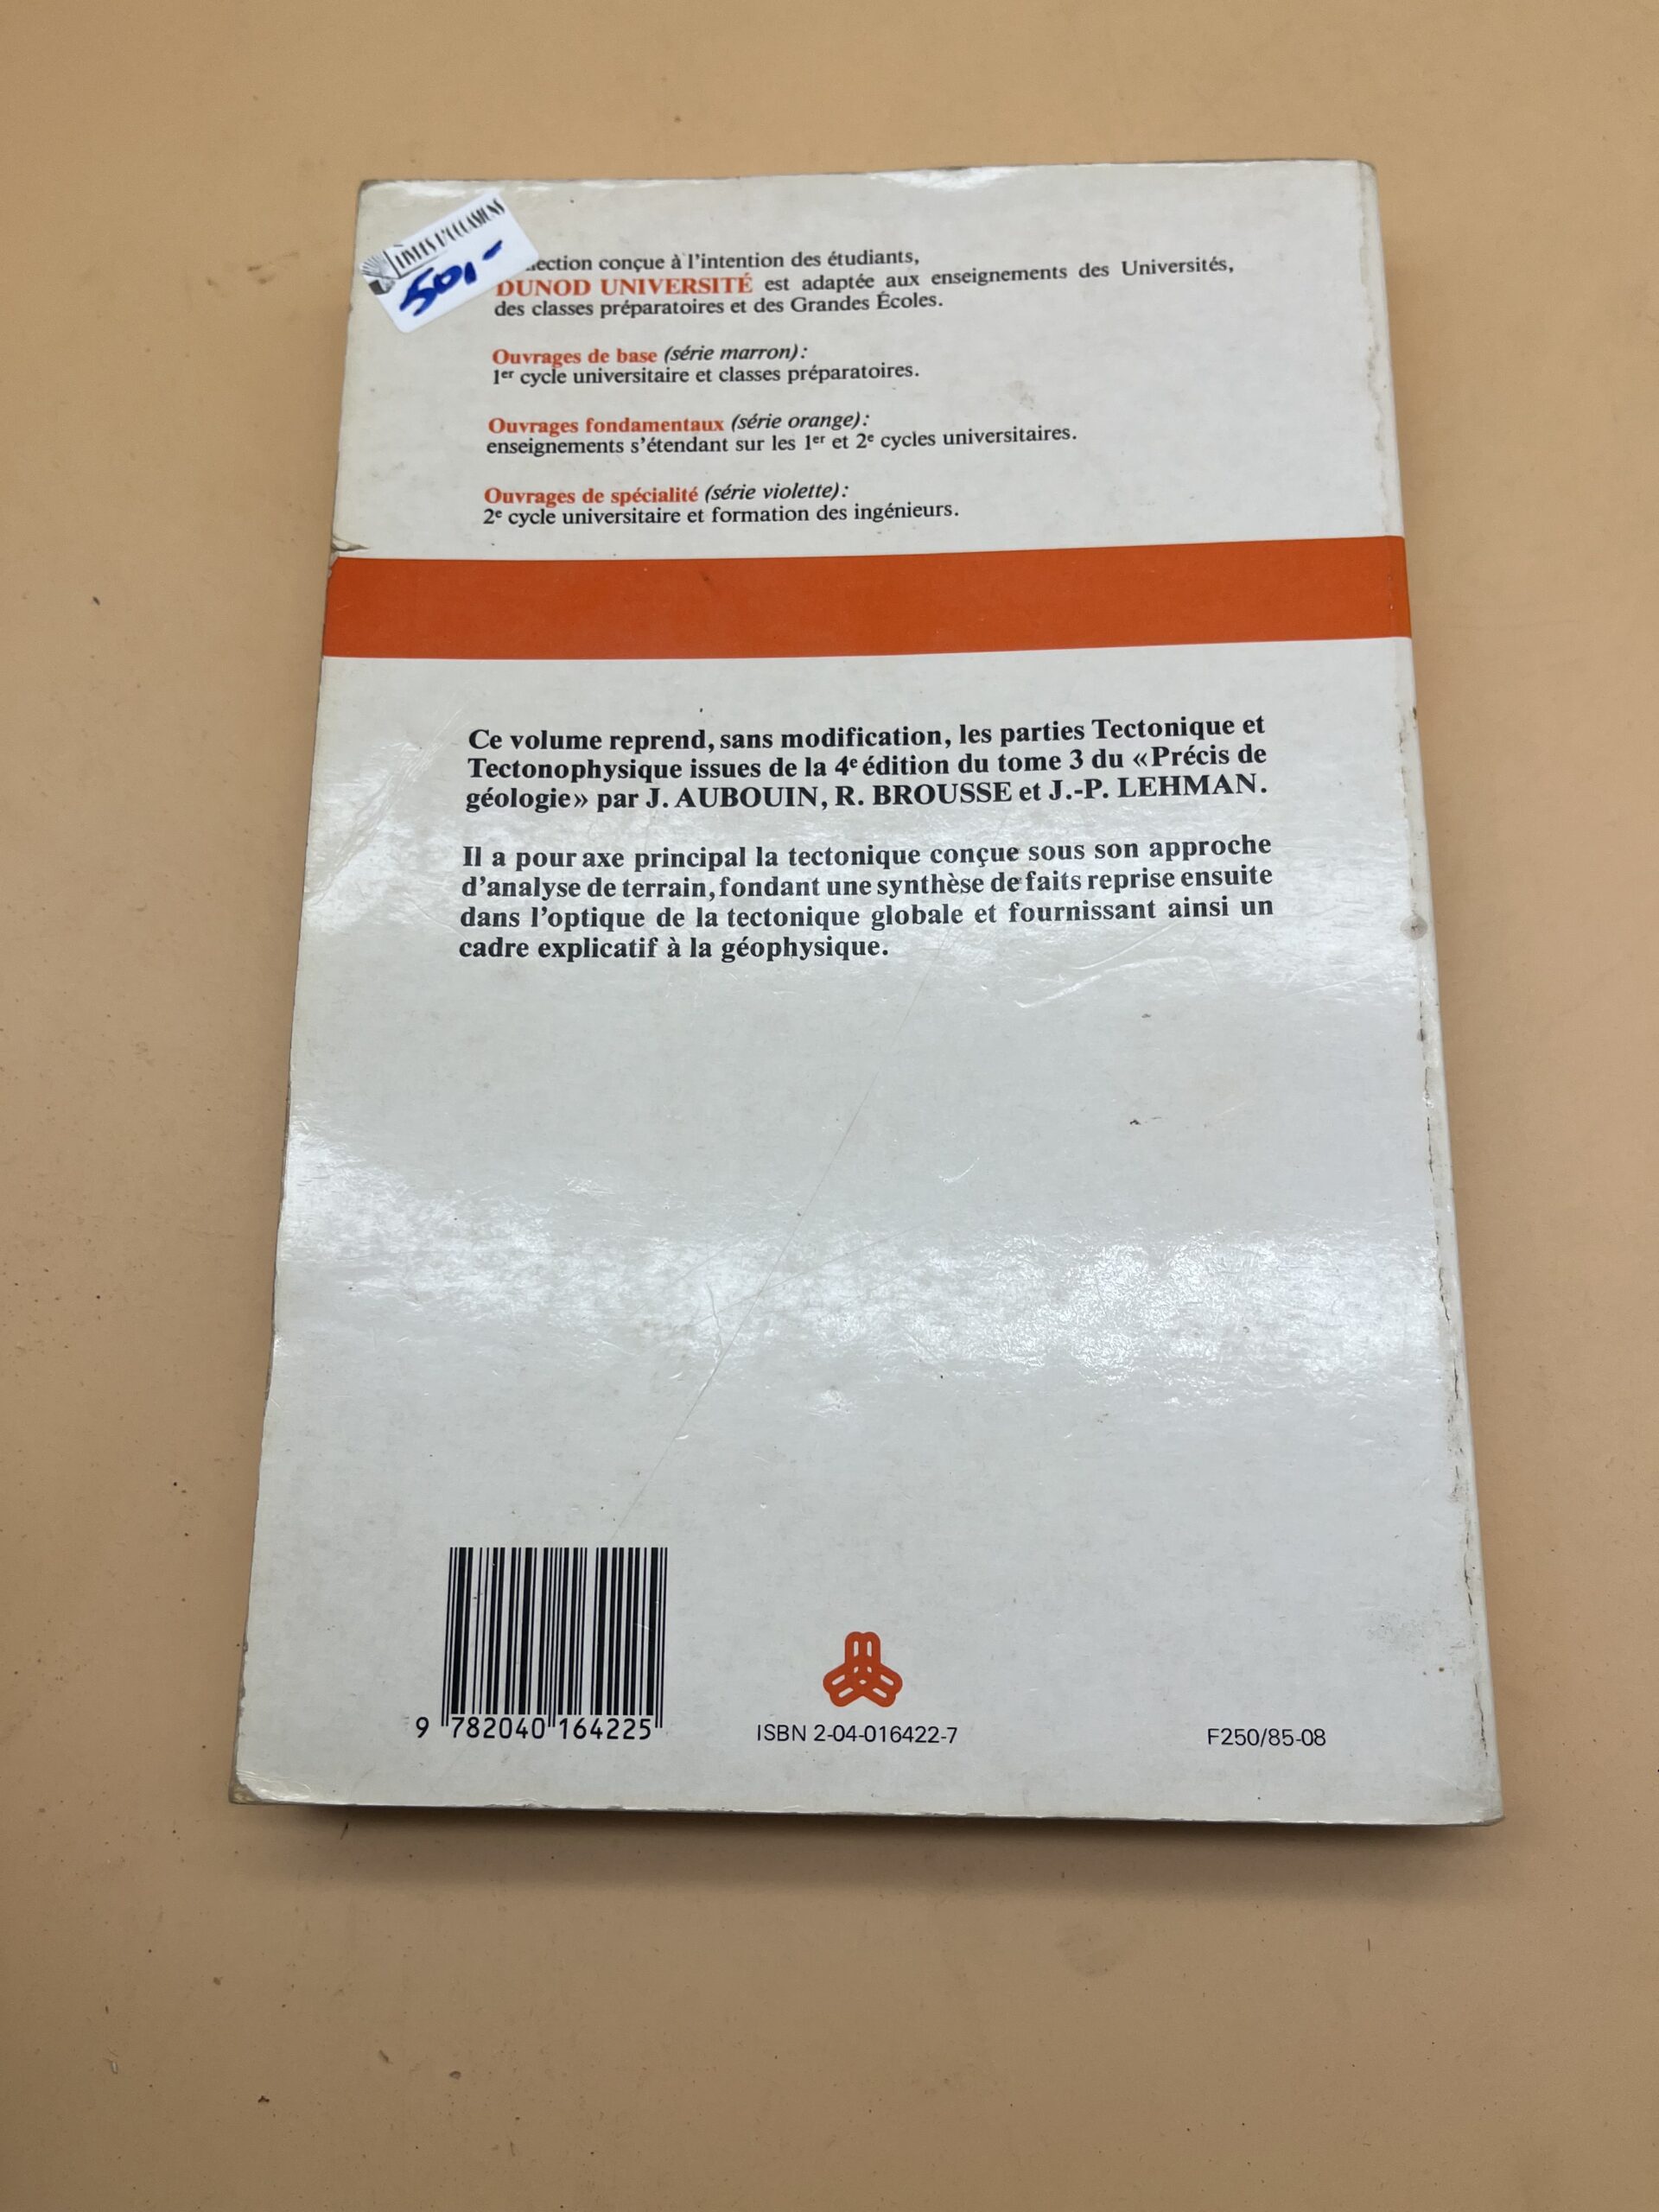 LIVRES D'OCCASIONS
50,-
lection conçue à l'intention des étudiants,
DUNOD UNIVERSITÉ est adaptée aux enseignements des Universités,
des classes préparatoires et des Grandes Écoles.
Ouvrages de base (série marron):
1er cycle universitaire et classes préparatoires.
Ouvrages fondamentaux (série orange):
enseignements s'étendant sur les 1er et 2e cycles universitaires.
Ouvrages de spécialité (série violette):
2e cycle universitaire et formation des ingénieurs.
Ce volume reprend, sans modification, les parties Tectonique et
Tectonophysique issues de la 4e édition du tome 3 du «Précis de
géologie» par J. AUBOUIN, R. BROUSSE et J.-P. LEHMAN.
Il a pour axe principal la tectonique conçue sous son approche
d'analyse de terrain, fondant une synthèse de faits reprise ensuite
dans l'optique de la tectonique globale et fournissant ainsi un
cadre explicatif à la géophysique.
9 782040 164225
ISBN 2-04-016422-7
F250/85-08